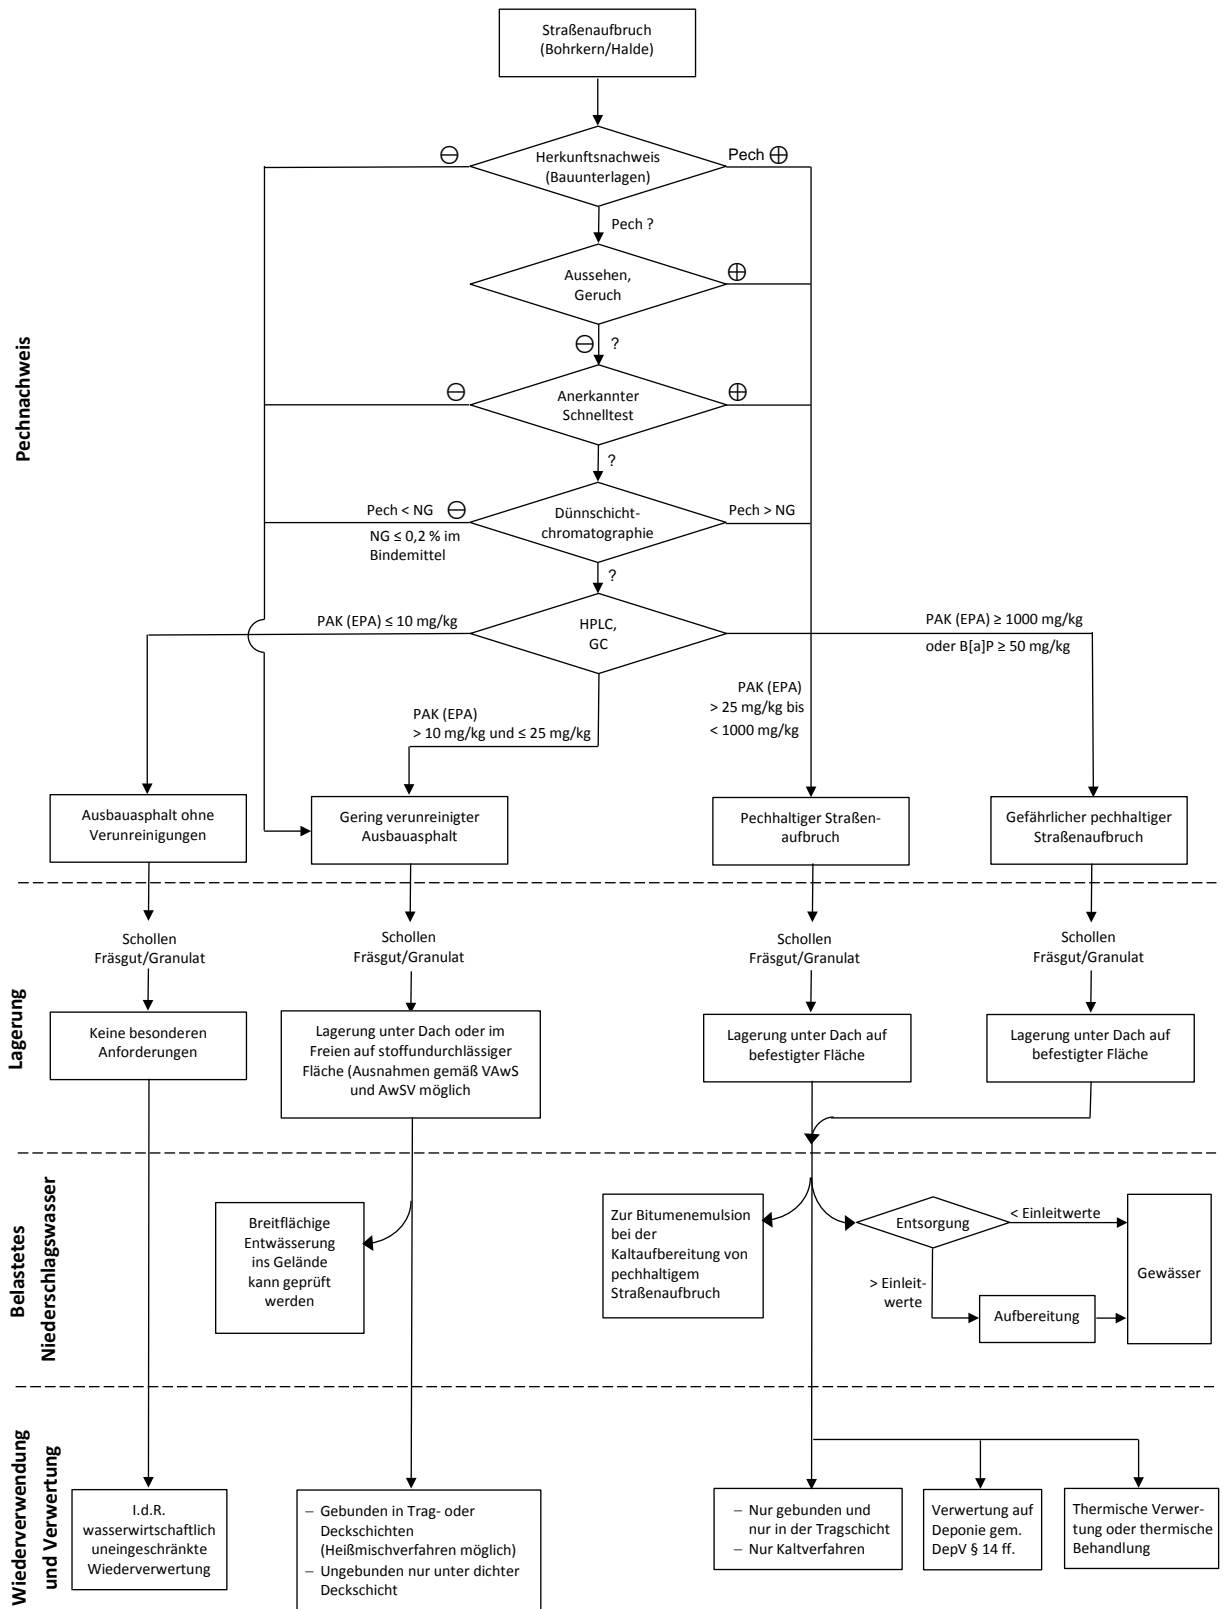 Straßenaufbruch
(Bohrkern/Halde)
Pechnachweis
⊖
Herkunftsnachweis
(Bauunterlagen)
Pech ⊕
Pech ?
Aussehen,
Geruch
⊕
⊖ ?
⊖
Anerkannter
Schnelltest
⊕
?
Pech < NG ⊖
NG ≤ 0,2 % im
Bindemittel
Dünnschicht-
chromatographie
Pech > NG
?
PAK (EPA) ≤ 10 mg/kg
HPLC,
GC
PAK (EPA) ≥ 1000 mg/kg
oder B[a]P ≥ 50 mg/kg
PAK (EPA)
> 10 mg/kg und ≤ 25 mg/kg
PAK (EPA)
> 25 mg/kg bis
< 1000 mg/kg
Ausbauasphalt ohne
Verunreinigungen
Gering verunreinigter
Ausbauasphalt
Pechhaltiger Straßen-
aufbruch
Gefährlicher pechhaltiger
Straßenaufbruch
Lagerung
Schollen
Fräsgut/Granulat
Schollen
Fräsgut/Granulat
Schollen
Fräsgut/Granulat
Schollen
Fräsgut/Granulat
Keine besonderen
Anforderungen
Lagerung unter Dach oder im
Freien auf stoffundurchlässiger
Fläche (Ausnahmen gemäß VAwS
und AwSV möglich
Lagerung unter Dach auf
befestigter Fläche
Lagerung unter Dach auf
befestigter Fläche
Belastetes
Niederschlagswasser
Breitflächige
Entwässerung
ins Gelände
kann geprüft
werden
Zur Bitumenemulsion
bei der
Kaltaufbereitung von
pechhaltigem
Straßenaufbruch
Entsorgung
< Einleitwerte
> Einleit-
werte
Aufbereitung
Gewässer
Wiederverwendung
und Verwertung
I.d.R.
wasserwirtschaftlich
uneingeschränkte
Wiederverwertung
– Gebunden in Trag- oder
Deckschichten
(Heißmischverfahren möglich)
– Ungebunden nur unter dichter
Deckschicht
– Nur gebunden und
nur in der Tragschicht
– Nur Kaltverfahren
Verwertung auf
Deponie gem.
DepV § 14 ff.
Thermische Verwer-
tung oder thermische
Behandlung